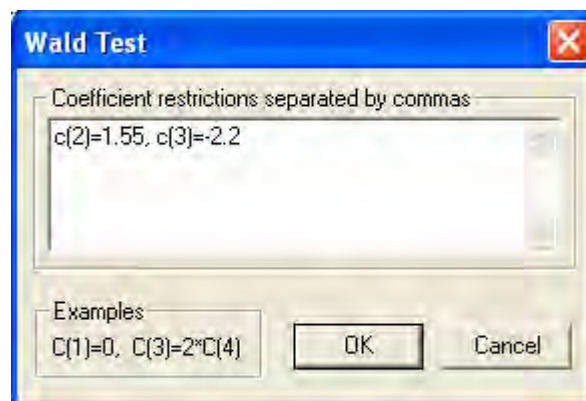 Wald Test
Coefficient restrictions separated by commas
c(2)=1.55, c(3)=-2.2
Examples
C(1)=0, C(3)=2*C(4)
OK
Cancel